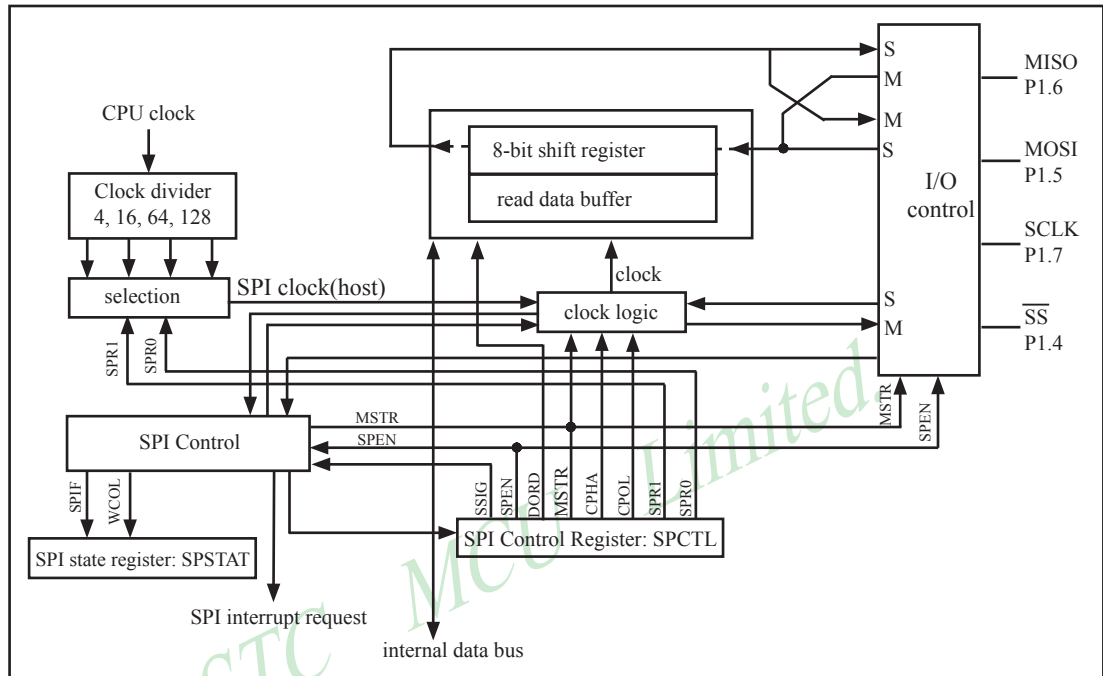 S
M
M
S
S
M
I/O
control
MISO
P1.6
MOSI
P1.5
SCLK
P1.7
SS
P1.4
CPU clock
Clock divider
4, 16, 64, 128
selection
SPI clock(host)
8-bit shift register
read data buffer
clock
clock logic
SPR1
SPR0
MSTR
SPEN
SPI Control
MSTR
SPEN
SPIF
WCOL
SSIG
SPEN
DORD
MSTR
CPHA
CPOL
SPR1
SPR0
SPI state register: SPSTAT
SPI Control Register: SPCTL
SPI interrupt request
internal data bus
STC MCU Limited.